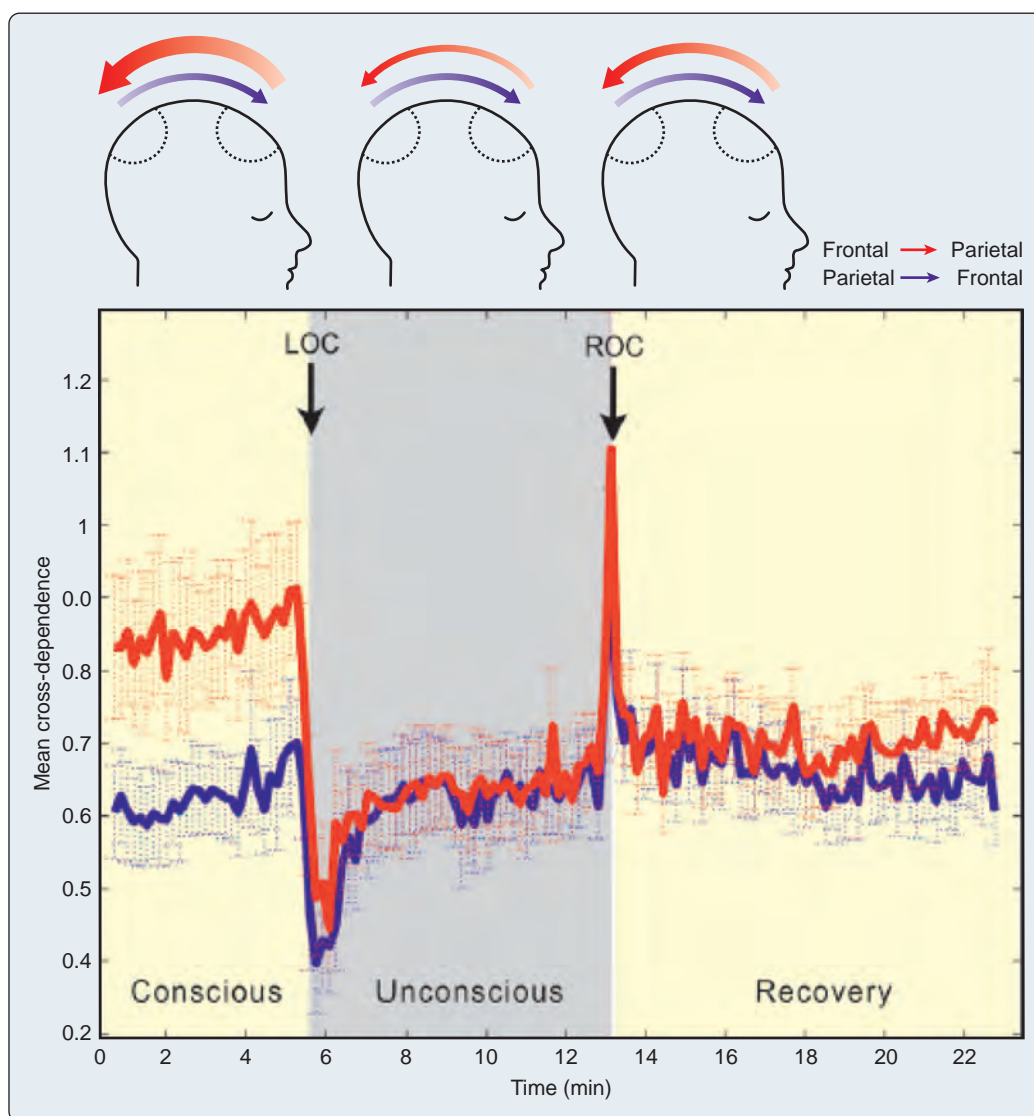 Frontal → Parietal
Parietal → Frontal
LOC
ROC
1.2
1.1
1
0.0
0.8
0.7
0.6
0.5
0.4
0.2
Mean cross-dependence
Conscious
Unconscious
Recovery
0 2 4 6 8 10 12 14 16 18 20 22
Time (min)